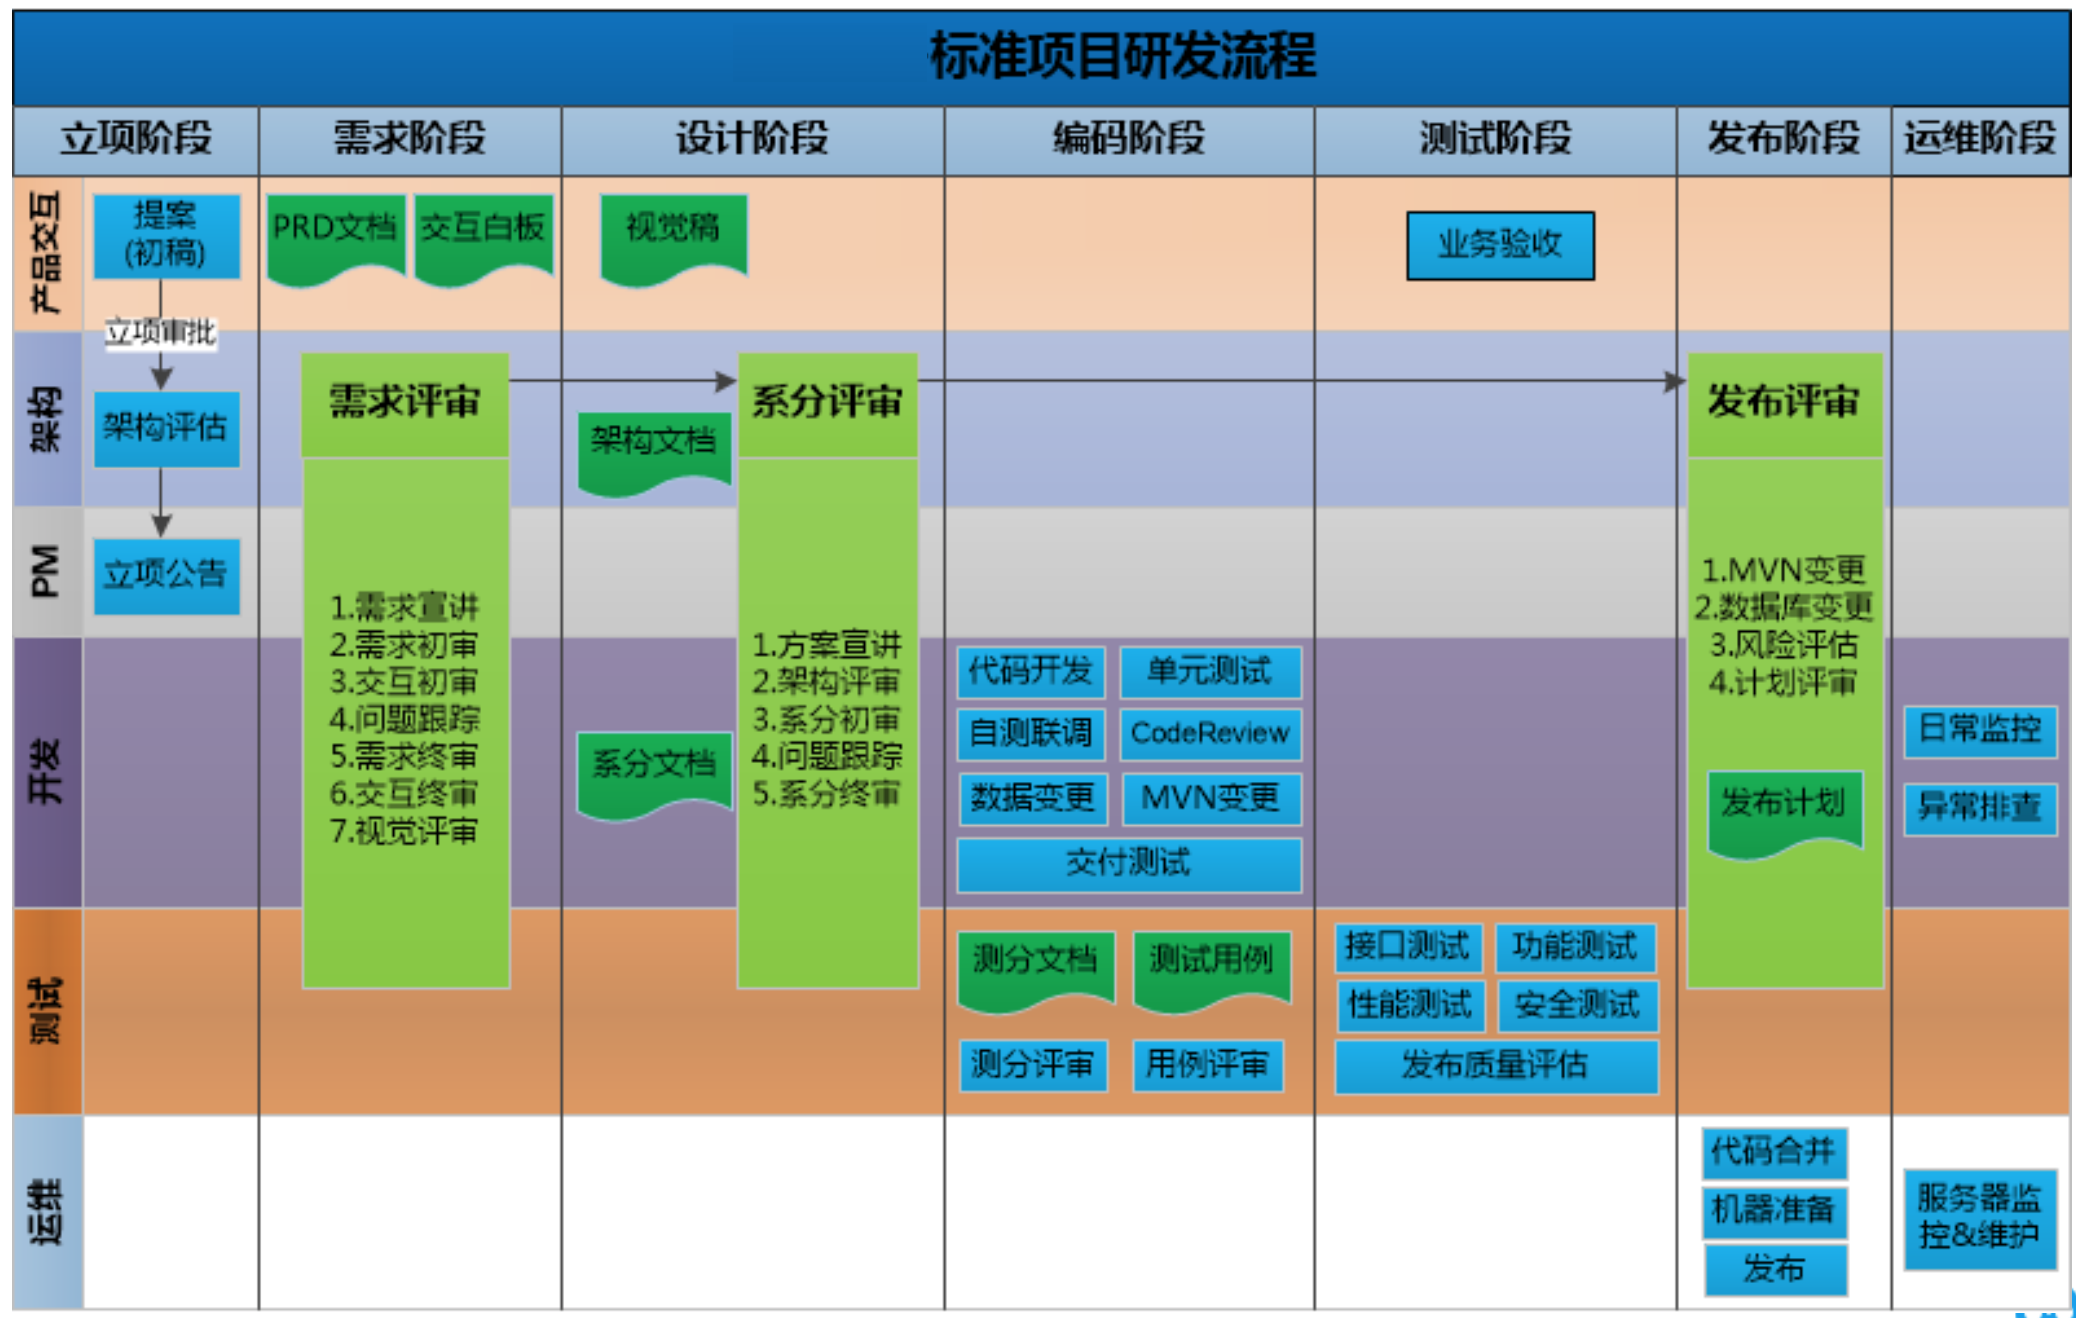 标准项目研发流程
立项阶段
需求阶段
设计阶段
编码阶段
测试阶段
发布阶段
运维阶段
产品交互
提案
(初稿)
PRD文档
交互白板
视觉稿
业务验收
立项审批
架构
架构评估
需求评审
架构文档
系分评审
发布评审
PM
立项公告
1.需求宣讲
2.需求初审
3.交互初审
4.问题跟踪
5.需求终审
6.交互终审
7.视觉评审
1.方案宣讲
2.架构评审
3.系分初审
4.问题跟踪
5.系分终审
1.MVN变更
2.数据库变更
3.风险评估
4.计划评审
开发
系分文档
代码开发
单元测试
自测联调
CodeReview
数据变更
MVN变更
交付测试
发布计划
日常监控
异常排查
测试
测分文档
测试用例
测分评审
用例评审
接口测试
功能测试
性能测试
安全测试
发布质量评估
运维
代码合并
机器准备
发布
服务器监
控&维护